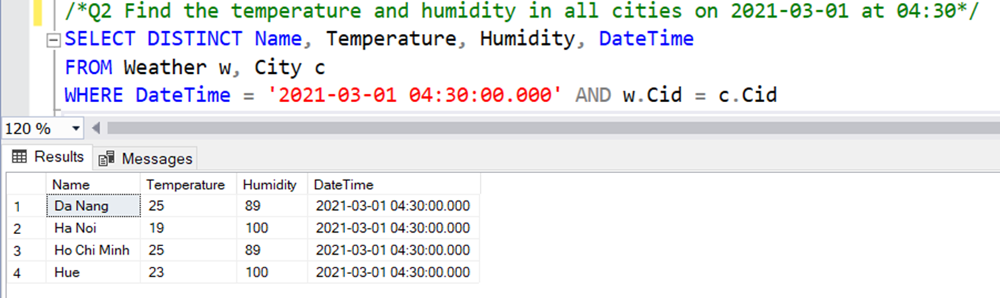 /*Q2 Find the temperature and humidity in all cities on 2021-03-01 at 04:30*/
SELECT DISTINCT Name, Temperature, Humidity, DateTime
FROM Weather w, City c
WHERE DateTime = '2021-03-01 04:30:00.000' AND w.Cid = c.Cid
120 %
Results Messages
Name Temperature Humidity DateTime
1 Da Nang 25 89 2021-03-01 04:30:00.000
2 Ha Noi 19 100 2021-03-01 04:30:00.000
3 Ho Chi Minh 25 89 2021-03-01 04:30:00.000
4 Hue 23 100 2021-03-01 04:30:00.000